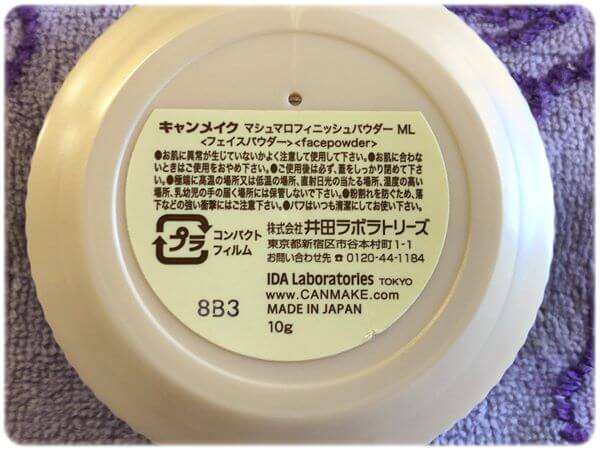 キャンメイク マシュマロフィニッシュパウダー ML
<フェイスパウダー><facepowder>
●お肌に異常が生じていないかよく注意して使用して下さい。●お肌に合わ
ないときはご使用をおやめ下さい。●ご使用後は必ず、蓋をしっかり閉めて下さ
い。●極端に高温の場所又は低温の場所、直射日光の当たる場所、湿度の高い
場所、乳幼児の手の届く場所には保管しないで下さい。●粉割れを防ぐため、落
下などの強い衝撃にはご注意下さい。●パフはいつも清潔にしてお使い下さい。
プラ
コンパクト
フィルム
株式会社 井田ラボラトリーズ
東京都新宿区市谷本村町1-1
お問い合わせ先 ☎ 0120-44-1184
IDA Laboratories TOKYO
www.CANMAKE.com
MADE IN JAPAN
10g
8B3